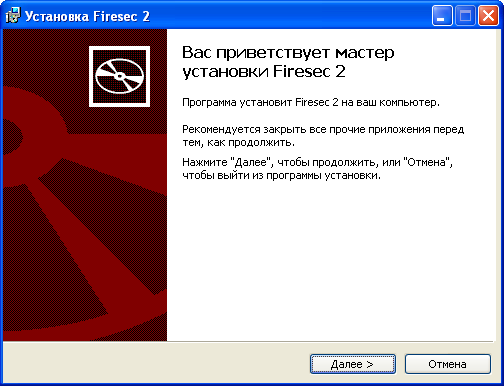 Установка Firesec 2
Вас приветствует мастер
установки Firesec 2
Программа установит Firesec 2 на ваш компьютер.
Рекомендуется закрыть все прочие приложения перед
тем, как продолжить.
Нажмите "Далее", чтобы продолжить, или "Отмена",
чтобы выйти из программы установки.
Далее >
Отмена